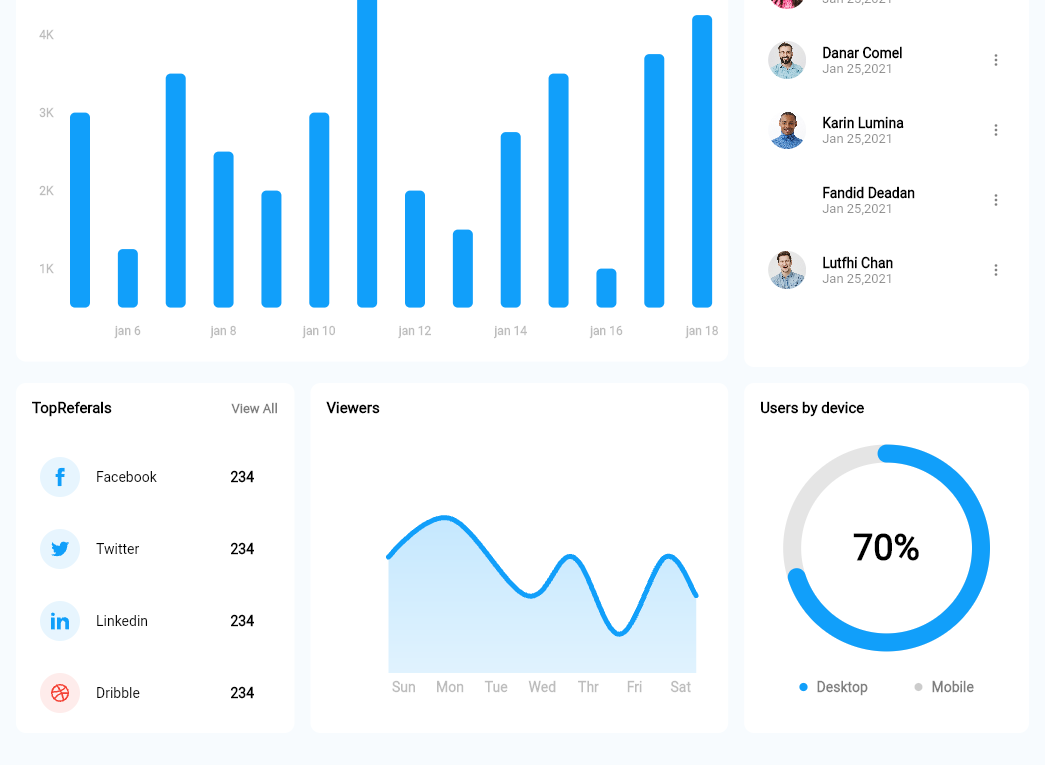 4K
3K
2K
1K
jan 6
jan 8
jan 10
jan 12
jan 14
jan 16
jan 18
Jan 25,2021
Danar Comel
Jan 25,2021
Karin Lumina
Jan 25,2021
Fandid Deadan
Jan 25,2021
Lutfhi Chan
Jan 25,2021
TopReferals
View All
Facebook
234
Twitter
234
Linkedin
234
Dribble
234
Viewers
Sun
Mon
Tue
Wed
Thr
Fri
Sat
Users by device
70%
Desktop
Mobile